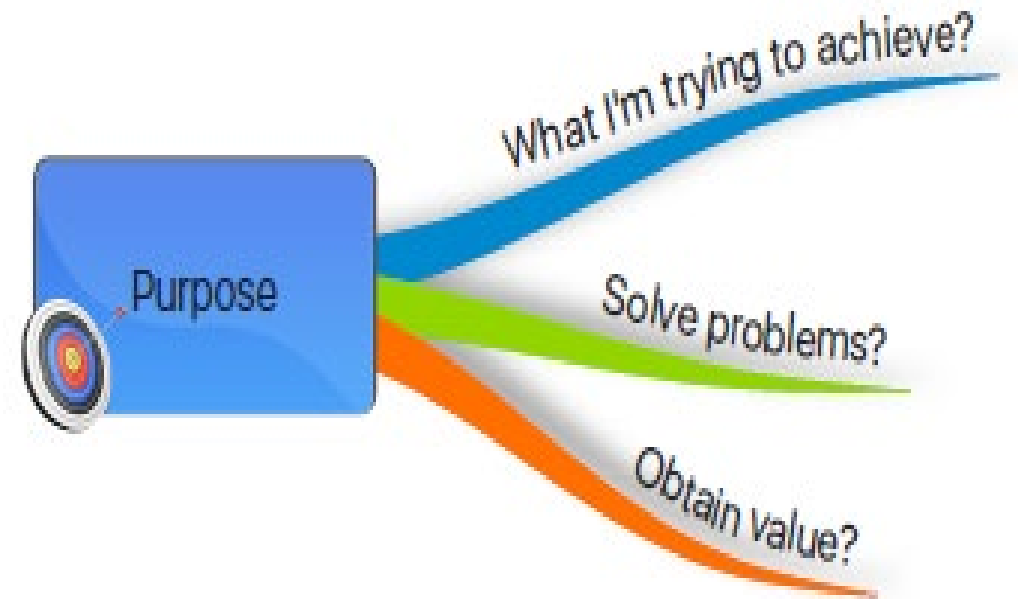 Purpose
What I'm trying to achieve?
Solve problems?
Obtain value?